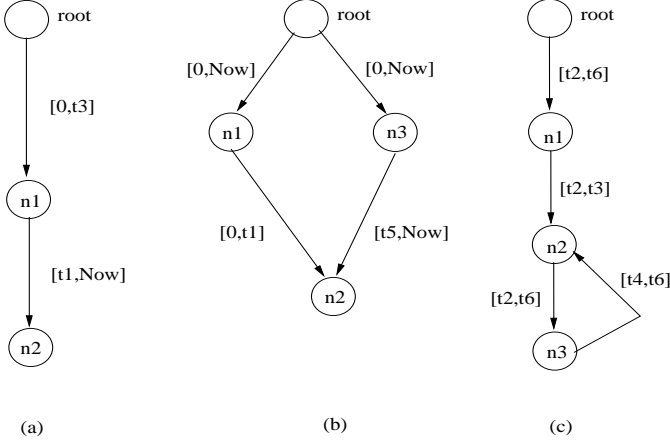 root
[0,t3]
n1
[t1,Now]
n2
(a)
root
[0,Now]
[0,Now]
n1
n3
[0,t1]
[t5,Now]
n2
(b)
root
[t2,t6]
n1
[t2,t3]
n2
[t2,t6]
[t4,t6]
n3
(c)